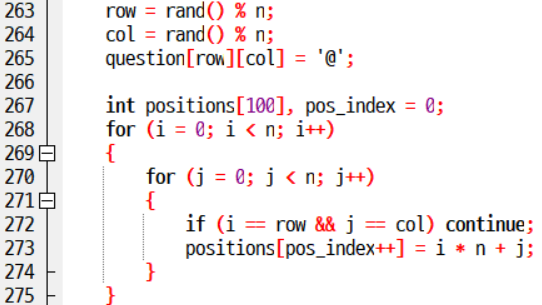 263 row = rand() % n;
264 col = rand() % n;
265 question[row][col] = '@';
266
267 int positions[100], pos_index = 0;
268 for (i = 0; i < n; i++)
269 {
270 for (j = 0; j < n; j++)
271 {
272 if (i == row && j == col) continue;
273 positions[pos_index++] = i * n + j;
274 }
275 }